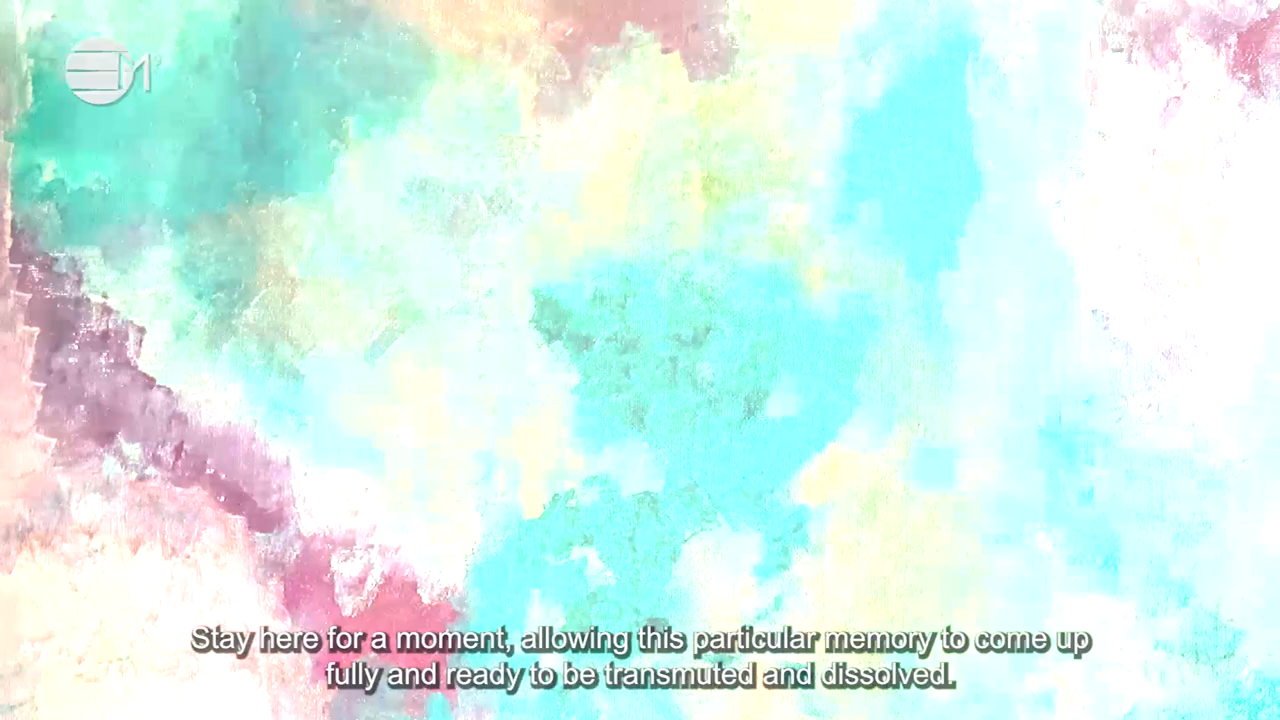 EM
Stay here for a moment, allowing this particular memory to come up
fully and ready to be transmuted and dissolved.